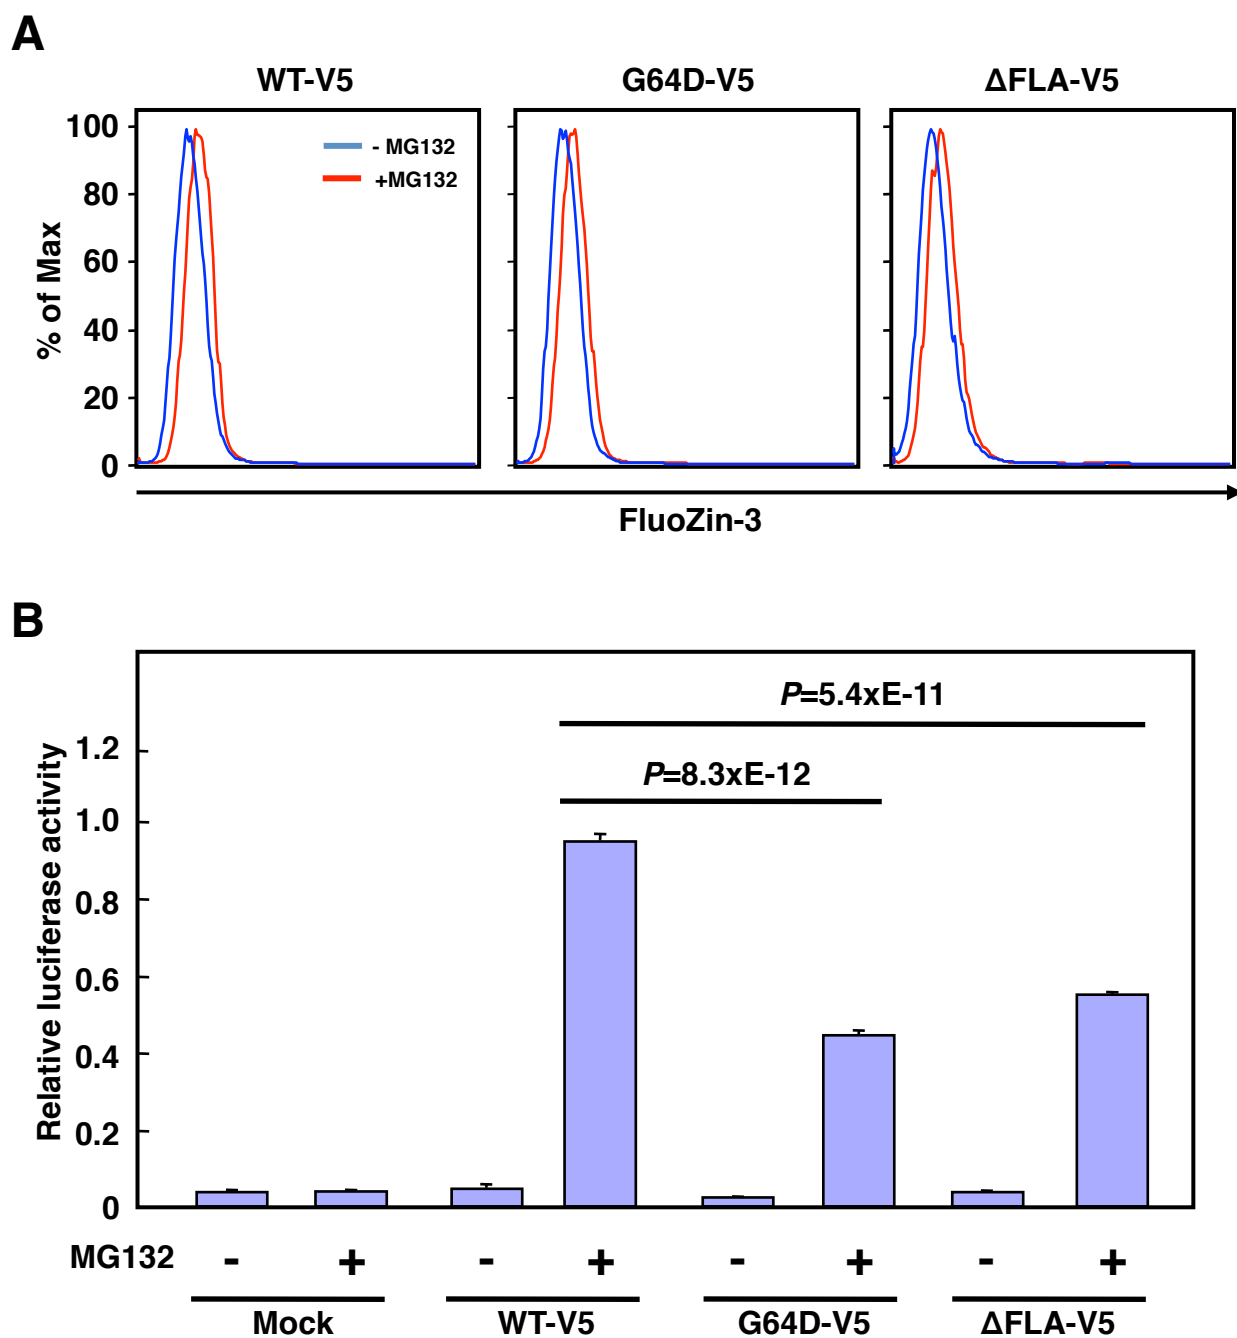 A
WT-V5
G64D-V5
ΔFLA-V5
100
80
60
40
20
0
% of Max
- MG132
+MG132
FluoZin-3
B
P=5.4xE-11
P=8.3xE-12
1.2
1.0
0.8
0.6
0.4
0.2
0
Relative luciferase activity
MG132 - + - + - + - +
Mock WT-V5 G64D-V5 ΔFLA-V5